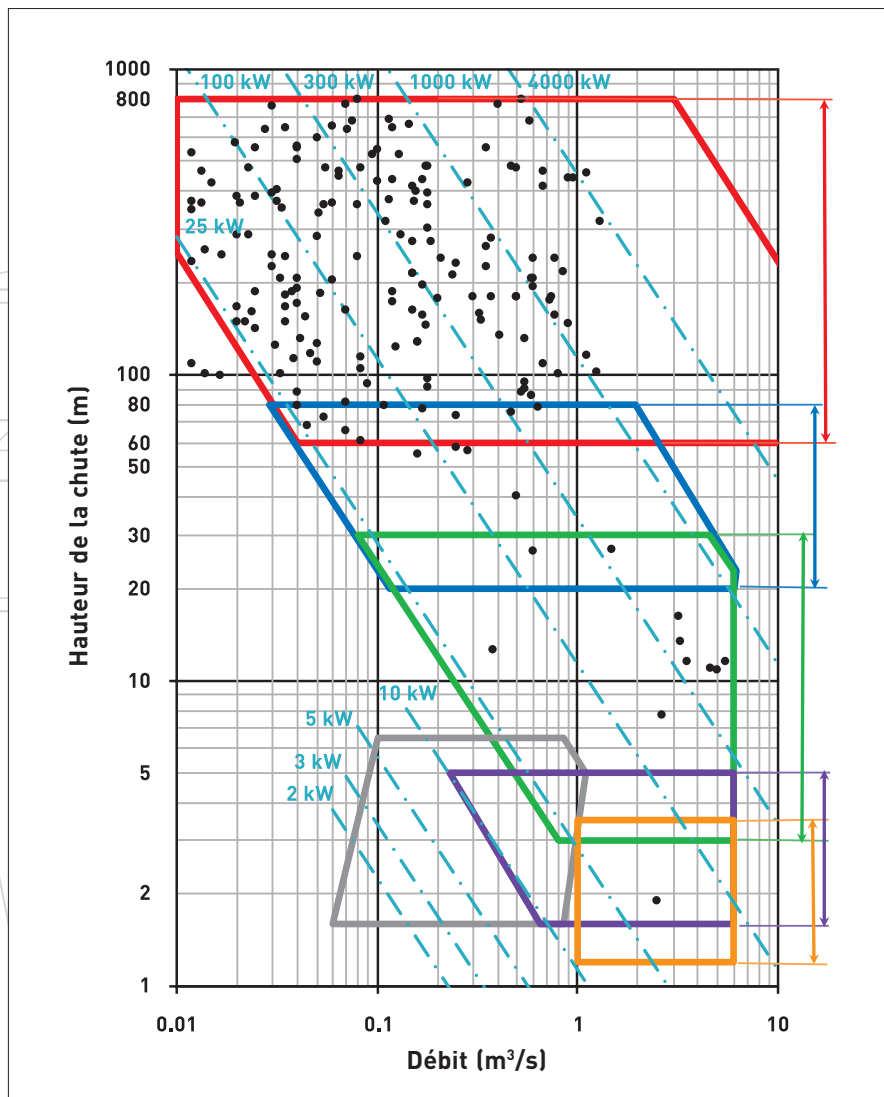 1000
800
100
80
60
50
30
20
10
5
2
1
Hauteur de la chute (m)
100 kW
300 kW
1000 kW
4000 kW
25 kW
10 kW
5 kW
3 kW
2 kW
0.01
0.1
1
10
Débit (m³/s)